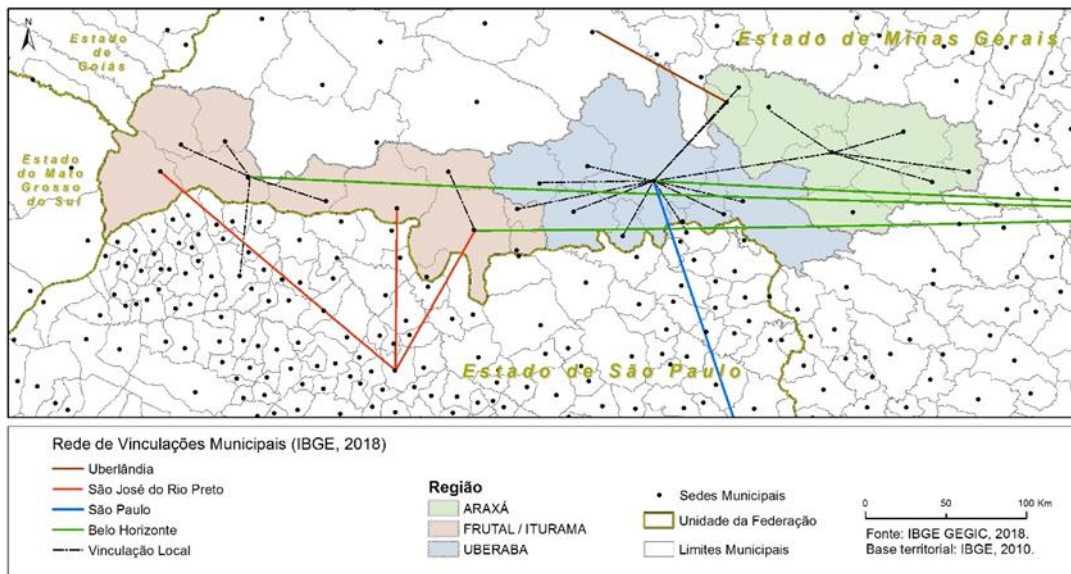 N
Estado
de
Goiás
Estado de Minas Gerais
Estado
do Mato
Grosso
do Sul
Estado de São Paulo
Rede de Vinculações Municipais (IBGE, 2018)
Uberlândia
São José do Rio Preto
São Paulo
Belo Horizonte
Vinculação Local
Região
ARAXÁ
FRUTAL / ITURAMA
UBERABA
Sedes Municipais
Unidade da Federação
Limites Municipais
0 50 100 Km
Fonte: IBGE GEGIC, 2018.
Base territorial: IBGE, 2010.